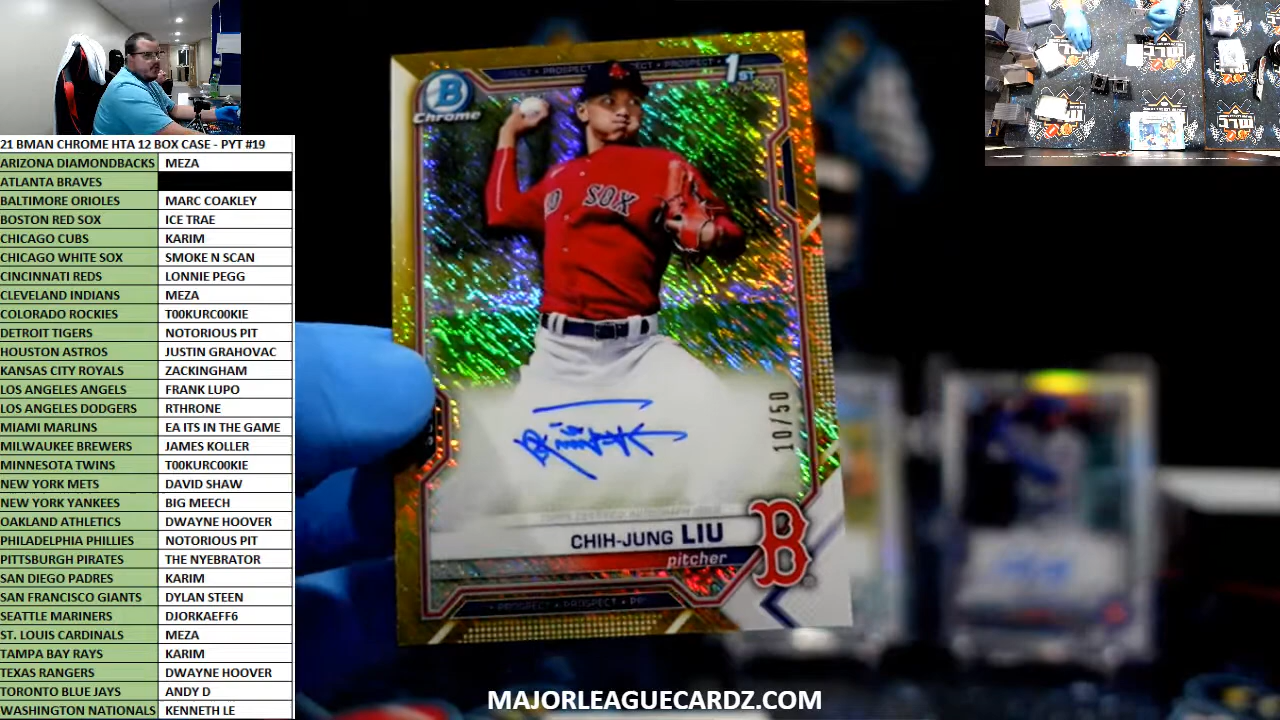 21 BMAN CHROME HTA 12 BOX CASE - PYT #19
ARIZONA DIAMONDBACKS MEZA
ATLANTA BRAVES
BALTIMORE ORIOLES MARC COAKLEY
BOSTON RED SOX ICE TRAE
CHICAGO CUBS KARIM
CHICAGO WHITE SOX SMOKE N SCAN
CINCINNATI REDS LONNIE PEGG
CLEVELAND INDIANS MEZA
COLORADO ROCKIES T00KURC00KIE
DETROIT TIGERS NOTORIOUS PIT
HOUSTON ASTROS JUSTIN GRAHOVAC
KANSAS CITY ROYALS ZACKINGHAM
LOS ANGELES ANGELS FRANK LUPO
LOS ANGELES DODGERS RTHRONE
MIAMI MARLINS EA ITS IN THE GAME
MILWAUKEE BREWERS JAMES KOLLER
MINNESOTA TWINS T00KURC00KIE
NEW YORK METS DAVID SHAW
NEW YORK YANKEES BIG MEECH
OAKLAND ATHLETICS DWAYNE HOOVER
PHILADELPHIA PHILLIES NOTORIOUS PIT
PITTSBURGH PIRATES THE NYEBRATOR
SAN DIEGO PADRES KARIM
SAN FRANCISCO GIANTS DYLAN STEEN
SEATTLE MARINERS DJORKAEFF6
ST. LOUIS CARDINALS MEZA
TAMPA BAY RAYS KARIM
TEXAS RANGERS DWAYNE HOOVER
TORONTO BLUE JAYS ANDY D
WASHINGTON NATIONALS KENNETH LE
B
Chrome
PROSPECT • PROSPECT
1ST
SOX
10/50
CHIH-JUNG LIU
pitcher
B
PROSPECT • PROSPECT
MAJORLEAGUECARDZ.COM